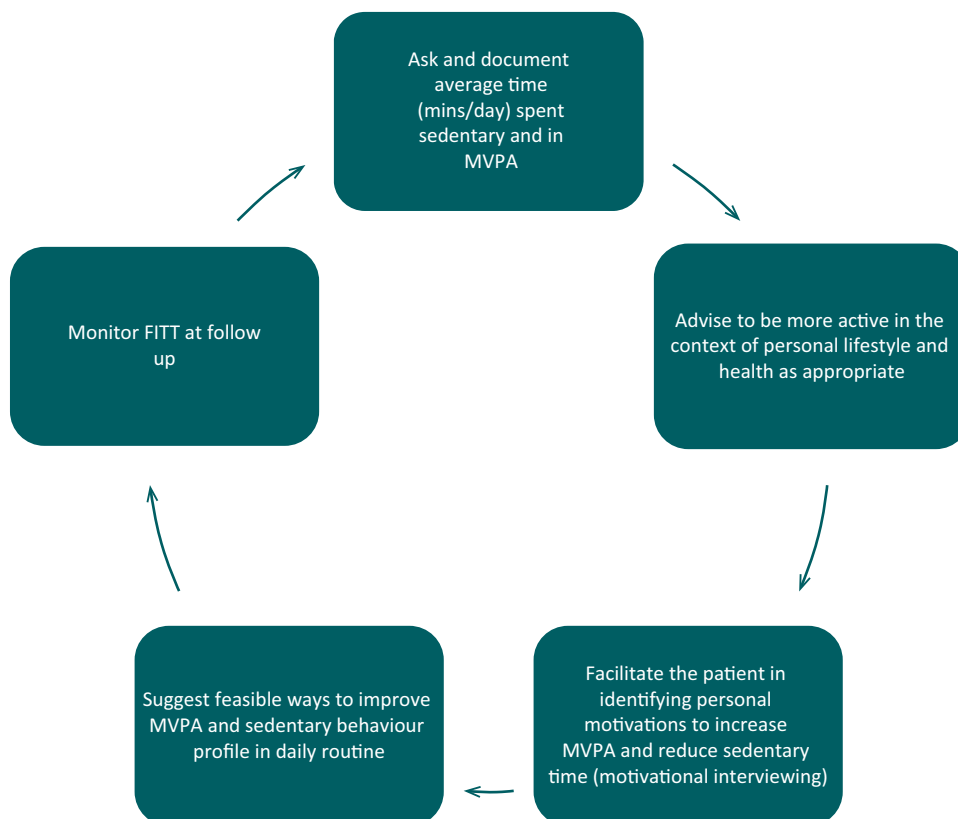 Ask and document
average time
(mins/day) spent
sedentary and in
MVPA
Advise to be more active in the
context of personal lifestyle and
health as appropriate
Facilitate the patient in
identifying personal
motivations to increase
MVPA and reduce sedentary
time (motivational interviewing)
Suggest feasible ways to improve
MVPA and sedentary behaviour
profile in daily routine
Monitor FITT at follow
up